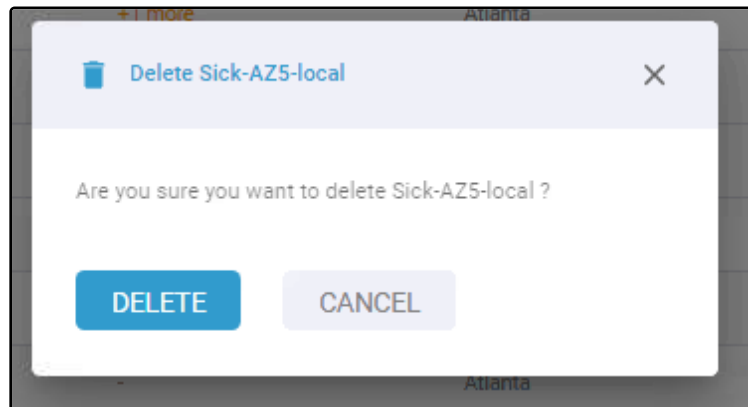 +1 more Atlanta
Delete Sick-AZ5-local
Are you sure you want to delete Sick-AZ5-local ?
DELETE CANCEL
- Atlanta